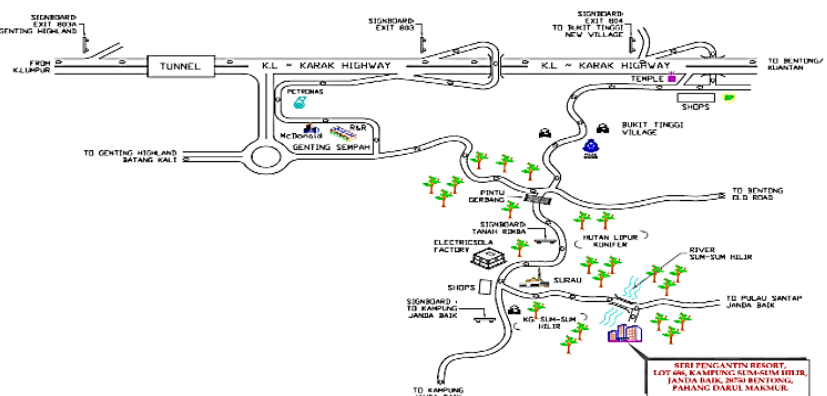 SIGNBOARD:
EXIT 803A
GENTING HIGHLAND
SIGNBOARD:
EXIT 803
SIGNBOARD:
EXIT 804
TO BUKIT TINGGI
NEW VILLAGE
FROM
K.LUMPUR
TUNNEL
K.L ~ KARAK HIGHWAY
K.L ~ KARAK HIGHWAY
TO BENTONG/
KUANTAN
TEMPLE
SHOPS
PETRONAS
McDonald
R&R
GENTING SEMPAH
BUKIT TINGGI
VILLAGE
TO GENTING HIGHLAND
BATANG KALI
PINTU
GERBANG
TO BENTONG
OLD ROAD
SIGNBOARD:
TANAH RIMBA
HUTAN LIPUR
KONIFER
ELECTRICSOLA
FACTORY
RIVER
SUM-SUM HILIR
SURAU
SHOPS
SIGNBOARD :
TO KAMPUNG
JANDA BAIK
KG SUM-SUM
HILIR
TO PULAU SANTAP
JANDA BAIK
SERI PENGANTIN RESORT,
LOT 686, KAMPUNG SUM-SUM HILIR,
JANDA BAIK, 28750 BENTONG,
PAHANG DARUL MAKMUR.
TO KAMPUNG
JANDA BAIK